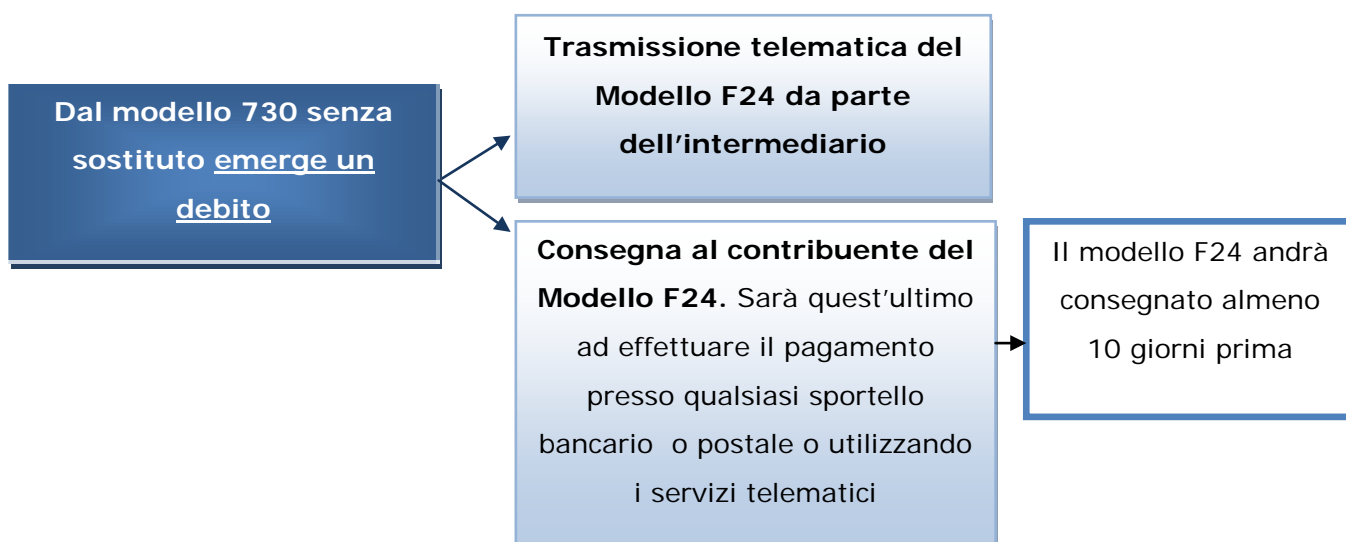 Dal modello 730 senza
sostituto emerge un
debito
Trasmissione telematica del
Modello F24 da parte
dell'intermediario
Consegna al contribuente del
Modello F24. Sarà quest'ultimo
ad effettuare il pagamento
presso qualsiasi sportello
bancario o postale o utilizzando
i servizi telematici
Il modello F24 andrà
consegnato almeno
10 giorni prima